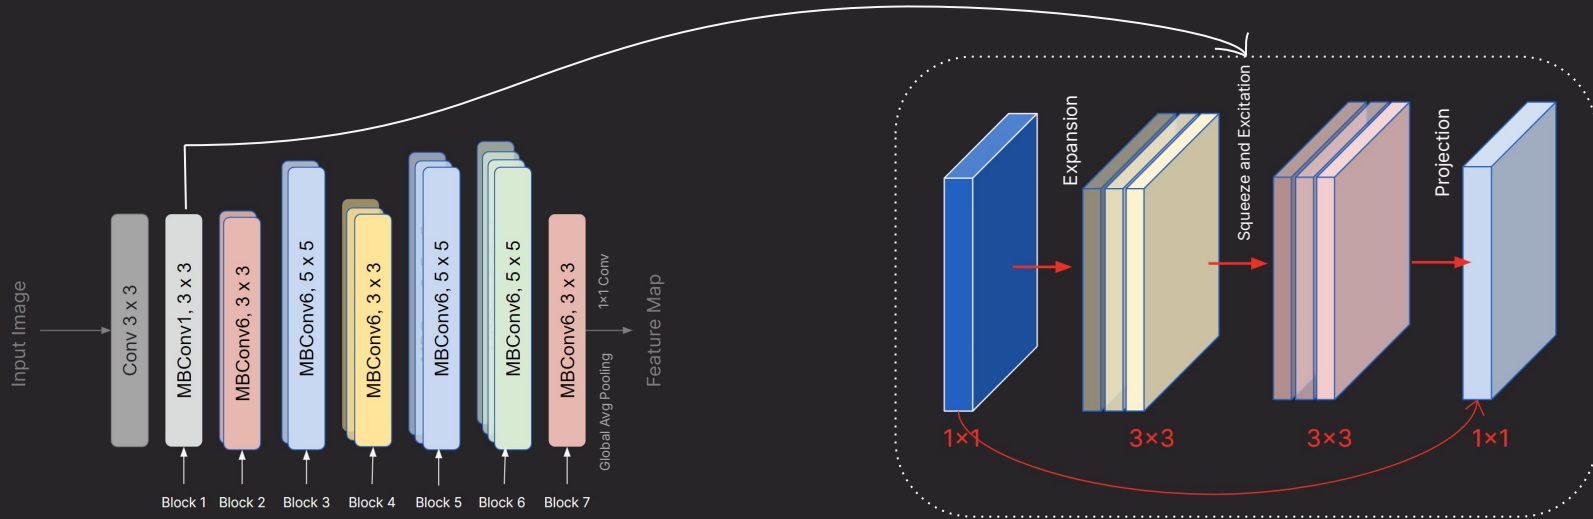 Input Image
Conv 3 x 3
MBConv1, 3 x 3
MBConv6, 3 x 3
MBConv6, 5 x 5
MBConv6, 3 x 3
MBConv6, 5 x 5
MBConv6, 5 x 5
MBConv6, 3 x 3
1×1 Conv
Global Avg Pooling
Feature Map
Block 1
Block 2
Block 3
Block 4
Block 5
Block 6
Block 7
Expansion
Squeeze and Excitation
Projection
1×1
3×3
3×3
1×1